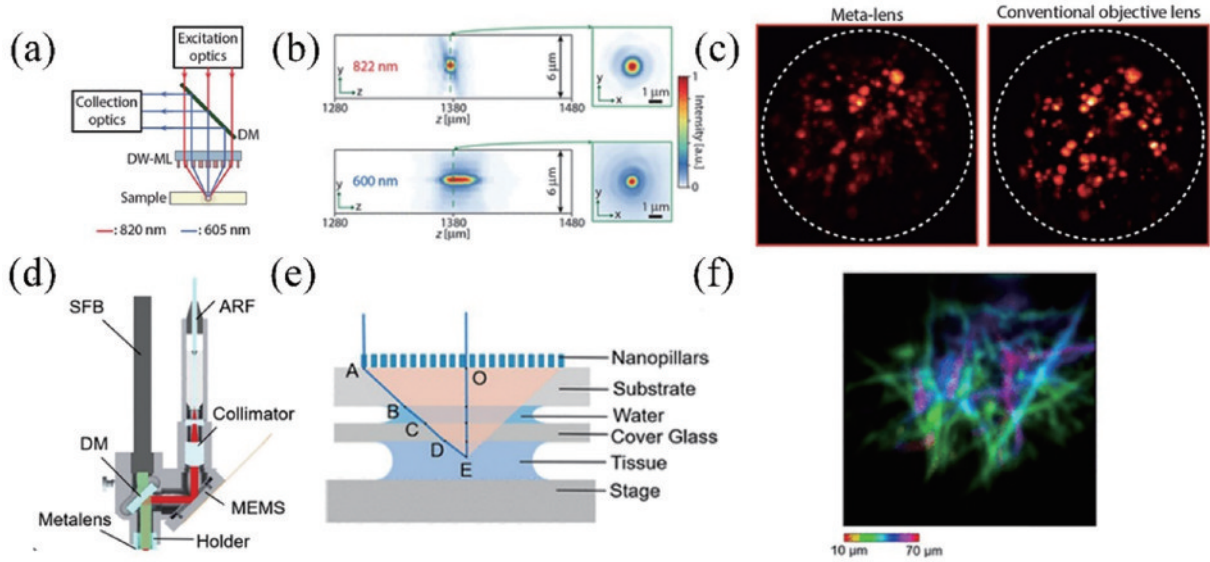 (a)
Excitation
optics
Collection
optics
DM
DW-ML
Sample
—: 820 nm —: 605 nm
(b)
822 nm
y
z
6 µm
1280 1380 1480
z [µm]
y
x
1 µm
600 nm
y
z
6 µm
1280 1380 1480
z [µm]
y
x
1 µm
1
Intensity [a.u.]
0
(c)
Meta-lens
Conventional objective lens
(d)
SFB
ARF
Collimator
DM
MEMS
Metalens
Holder
(e)
A
O
B
C
D
E
Nanopillars
Substrate
Water
Cover Glass
Tissue
Stage
(f)
10 µm 70 µm